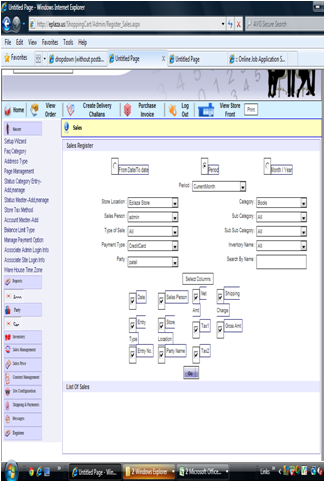 Untitled Page - Windows Internet Explorer
http://eplaza.us/ShoppingCart/Admin/Register_Sales.aspx
AVG Secure Search
File Edit View Favorites Tools Help
Favorites dropdown (without postb... Untitled Page Untitled Page :: Online Job Application S...
Home View Order Create Delivery Challans Purchase Invoice Log Out View Store Front Print
Sales
Setup Wizard
Faq Category
Address Type
Page Management
Status Category Entry-Add,manage
Status Master-Add,manage
Store Tax Method
Account Master-Add
Balance Limit Type
Manage Payment Option
Associate Admin Login Info
Associate Site Login Info
Ware House Time Zone
Reports
Party
Inventory
Sales Management
Content Management
Site Configuration
Shipping & Payments
Messages
Sales Register
From Date/To date Period Month / Year
Period: CurrentMonth
Store Location: Eplaza Store Category: Books
Sales Person: admin Sub Category: All
Type of Sale: All Sub Sub Category: All
Payment Type: CreditCard Inventory Name: All
Party: patel Search By Name:
Select Columns
Date Sales Person Net Amt Shipping Charge
Entry Type Store Location Tax1 Gross Amt
Entry No. Party Name Tax2
Go
List Of Sales
Untitled Page - Win... 2 Windows Explorer 2 Microsoft Office... Links